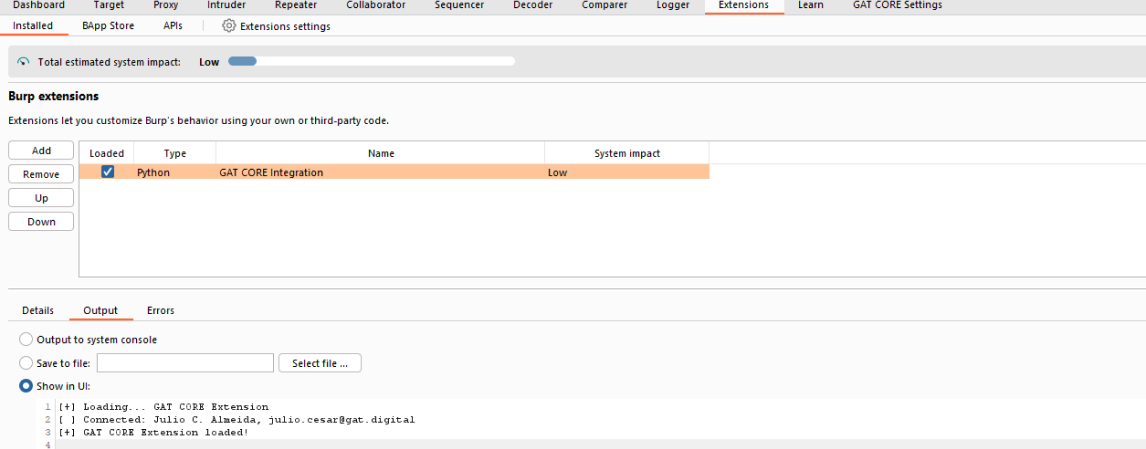 Dashboard Target Proxy Intruder Repeater Collaborator Sequencer Decoder Comparer Logger Extensions Learn GAT CORE Settings
Installed BApp Store APIs Extensions settings
Total estimated system impact: Low
Burp extensions
Extensions let you customize Burp's behavior using your own or third-party code.
Add Loaded Type Name System impact
Remove Python GAT CORE Integration Low
Up
Down
Details Output Errors
Output to system console
Save to file: Select file ...
Show in UI:
1 [+] Loading... GAT CORE Extension
2 [ ] Connected: Julio C. Almeida, julio.cesar@gat.digital
3 [+] GAT CORE Extension loaded!
4